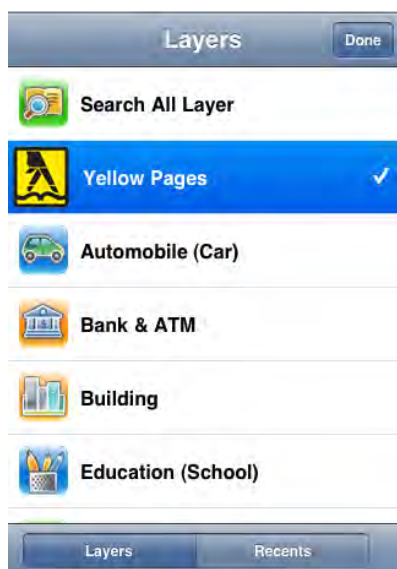 Layers
Done
Search All Layer
Yellow Pages
Automobile (Car)
Bank & ATM
Building
Education (School)
Layers
Recents